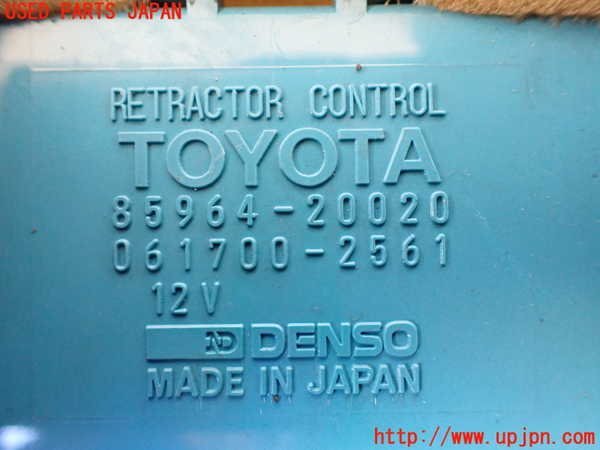 USED PARTS JAPAN
RETRACTOR CONTROL
TOYOTA
85964-20020
061700-2561
12V
ND DENSO
MADE IN JAPAN
http://www.upjpn.com/